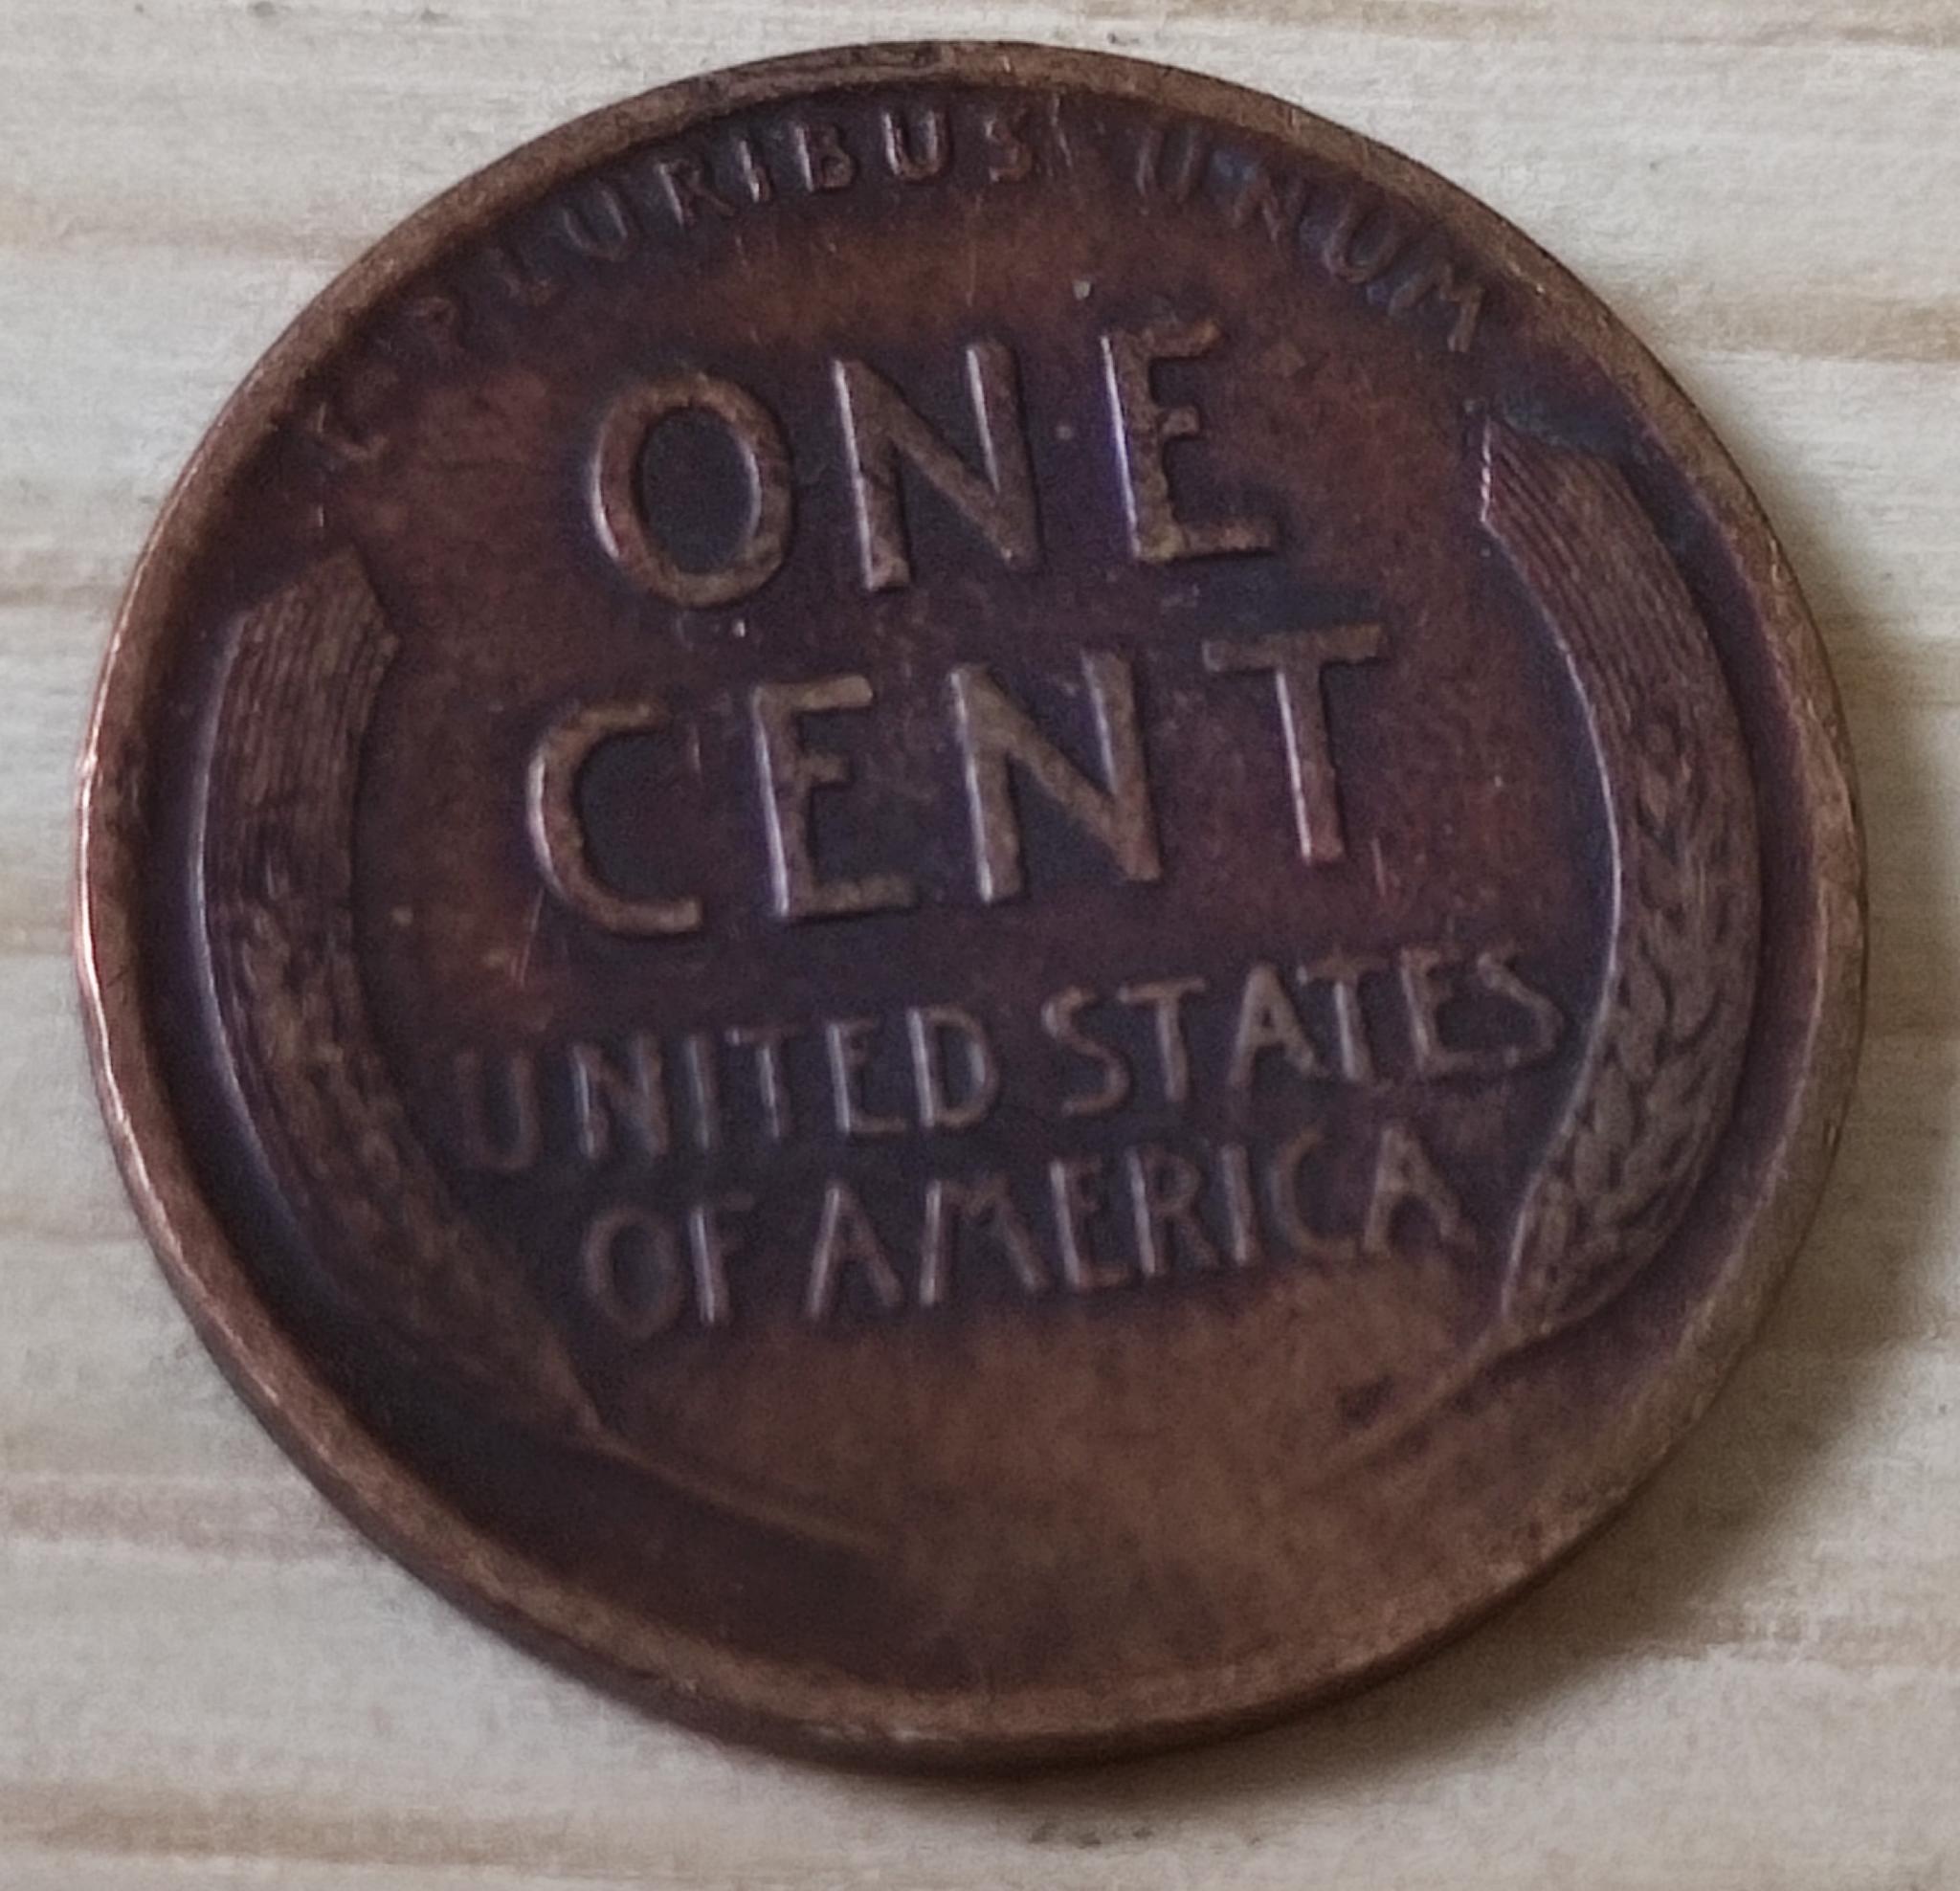 E PLURIBUS UNUM
ONE
CENT
UNITED STATES
OF AMERICA